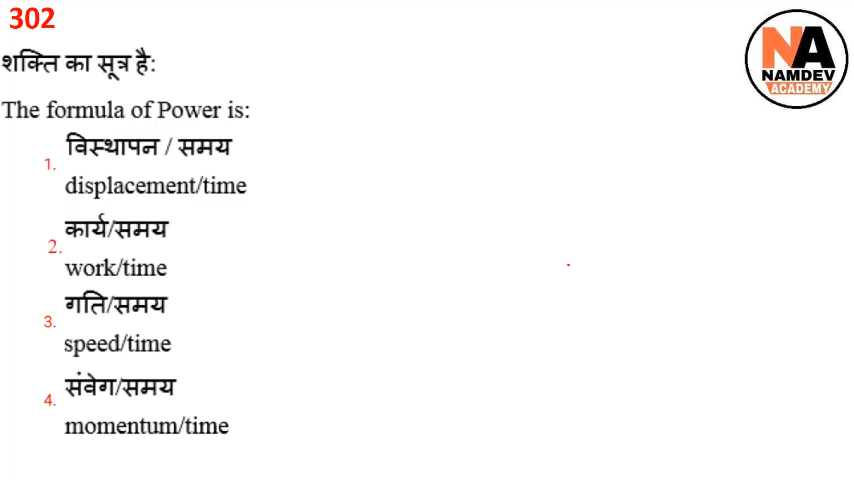 302
शक्ति का सूत्र है:
The formula of Power is:
1. विस्थापन / समय
displacement/time
2. कार्य/समय
work/time
3. गति/समय
speed/time
4. संवेग/समय
momentum/time
NA
NAMDEV
ACADEMY